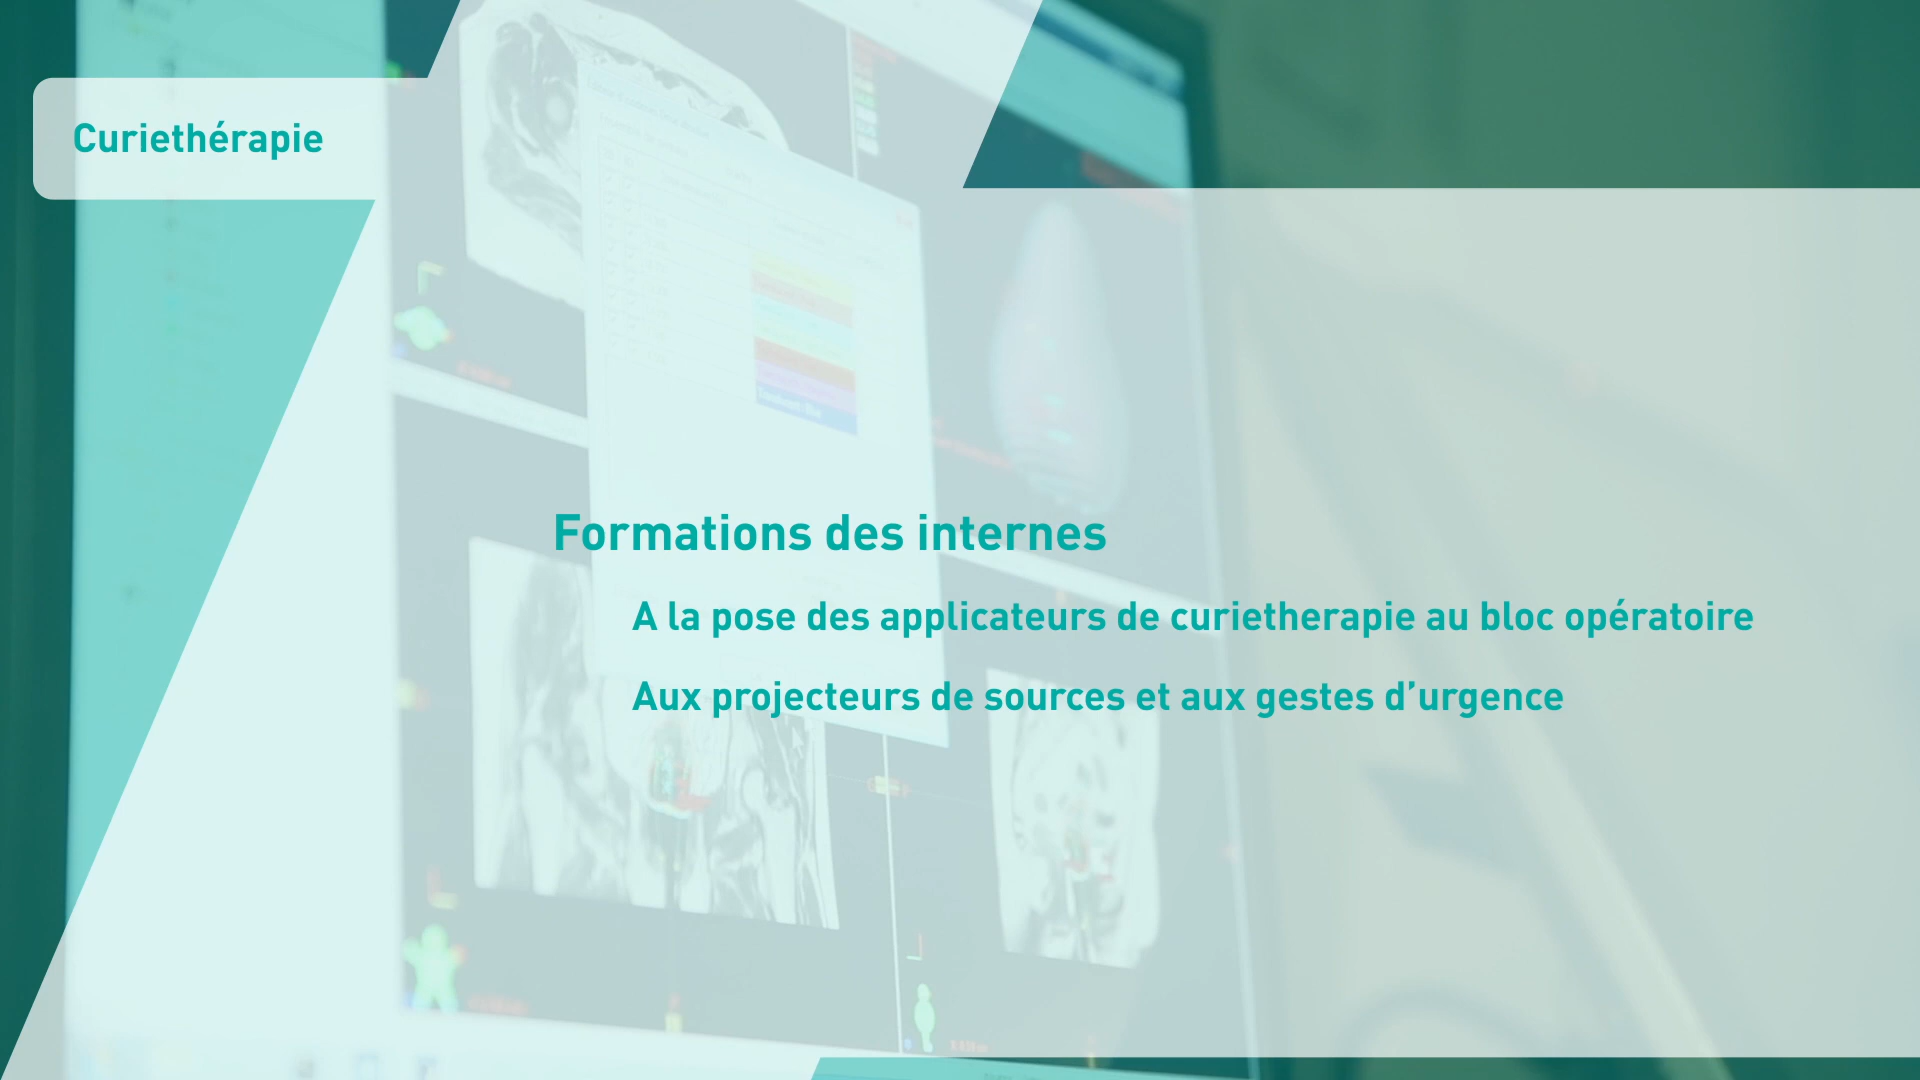 Curiethérapie
Formations des internes
A la pose des applicateurs de curietherapie au bloc opératoire
Aux projecteurs de sources et aux gestes d’urgence